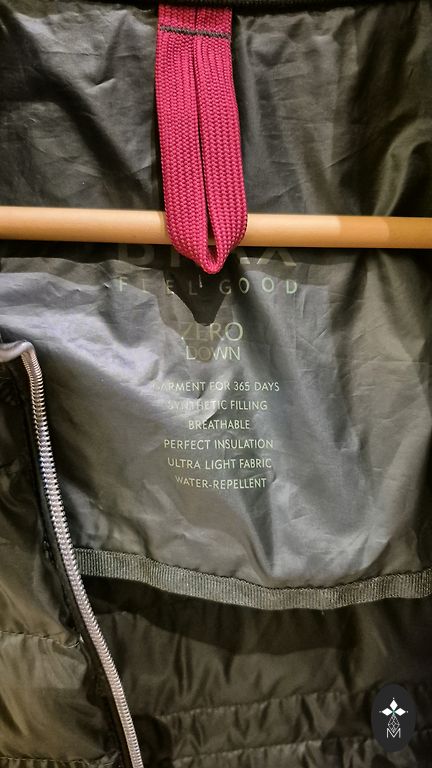 FEEL GOOD
ZERO
DOWN
GARMENT FOR 365 DAYS
SYNTHETIC FILLING
BREATHABLE
PERFECT INSULATION
ULTRA LIGHT FABRIC
WATER-REPELLENT